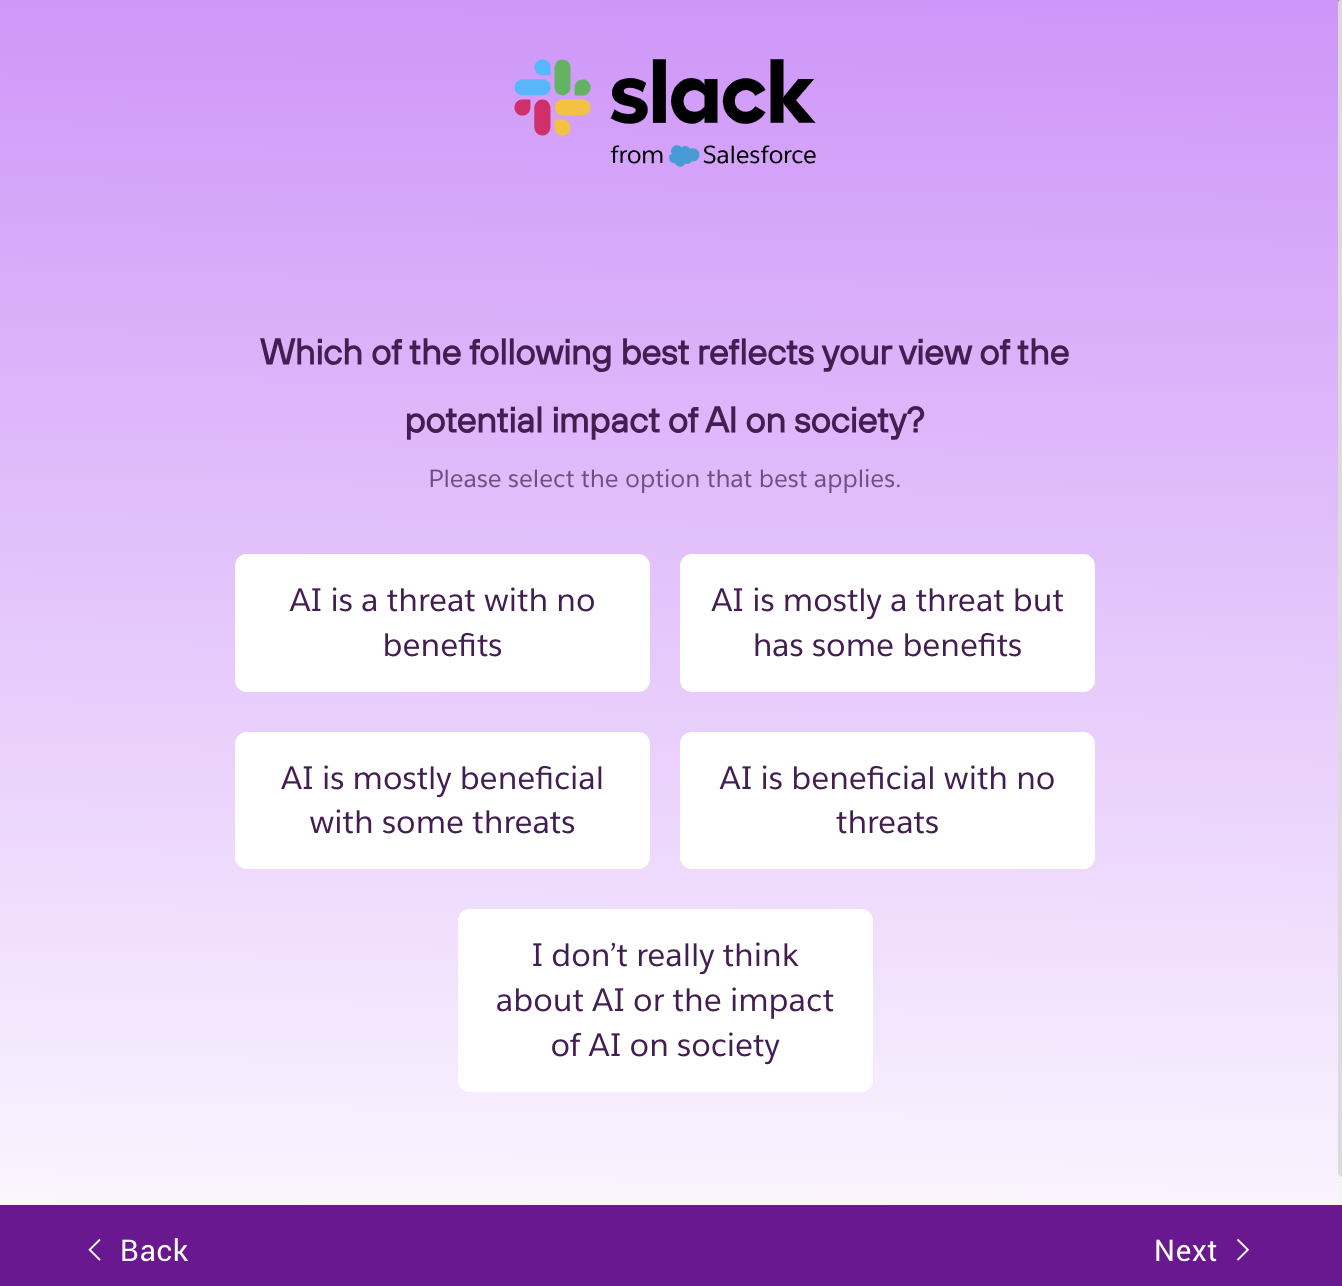 slack
from Salesforce
Which of the following best reflects your view of the
potential impact of AI on society?
Please select the option that best applies.
AI is a threat with no
benefits
AI is mostly a threat but
has some benefits
AI is mostly beneficial
with some threats
AI is beneficial with no
threats
I don’t really think
about AI or the impact
of AI on society
Back
Next